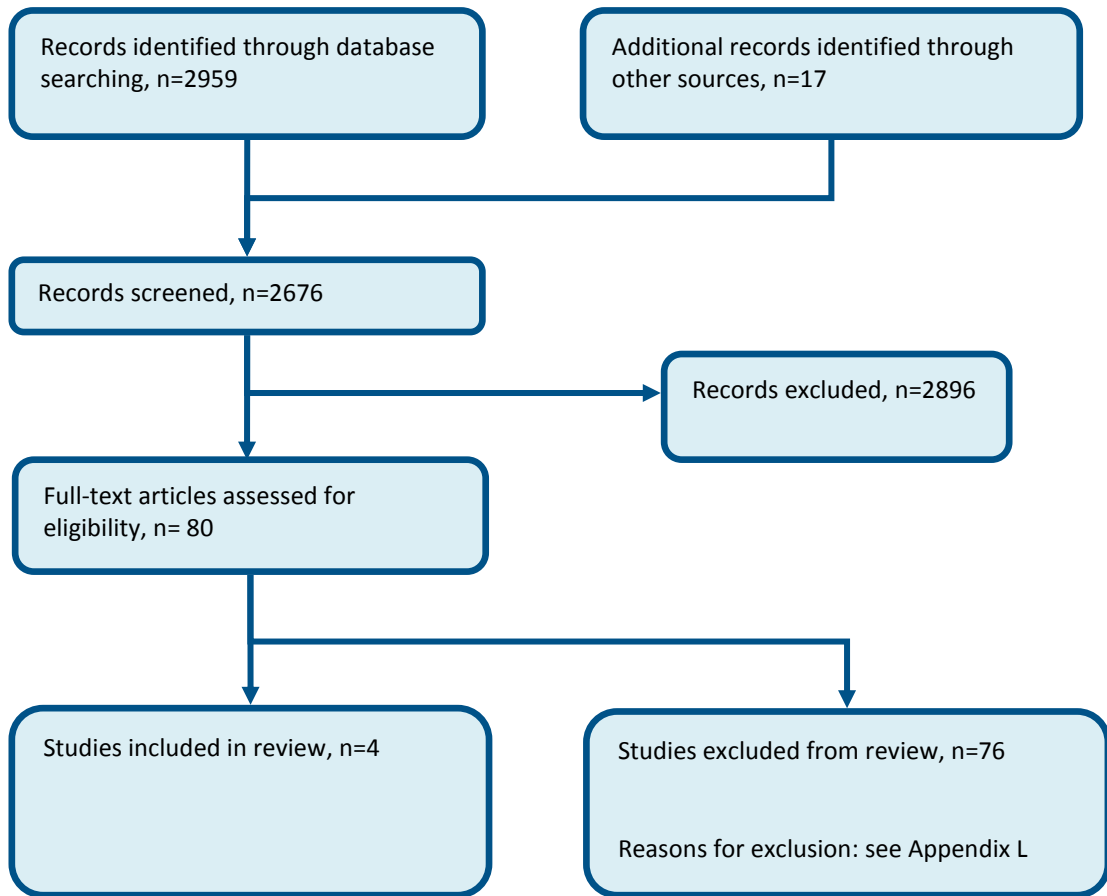 Records identified through database
searching, n=2959
Additional records identified through
other sources, n=17
Records screened, n=2676
Records excluded, n=2896
Full-text articles assessed for
eligibility, n= 80
Studies included in review, n=4
Studies excluded from review, n=76
Reasons for exclusion: see Appendix L